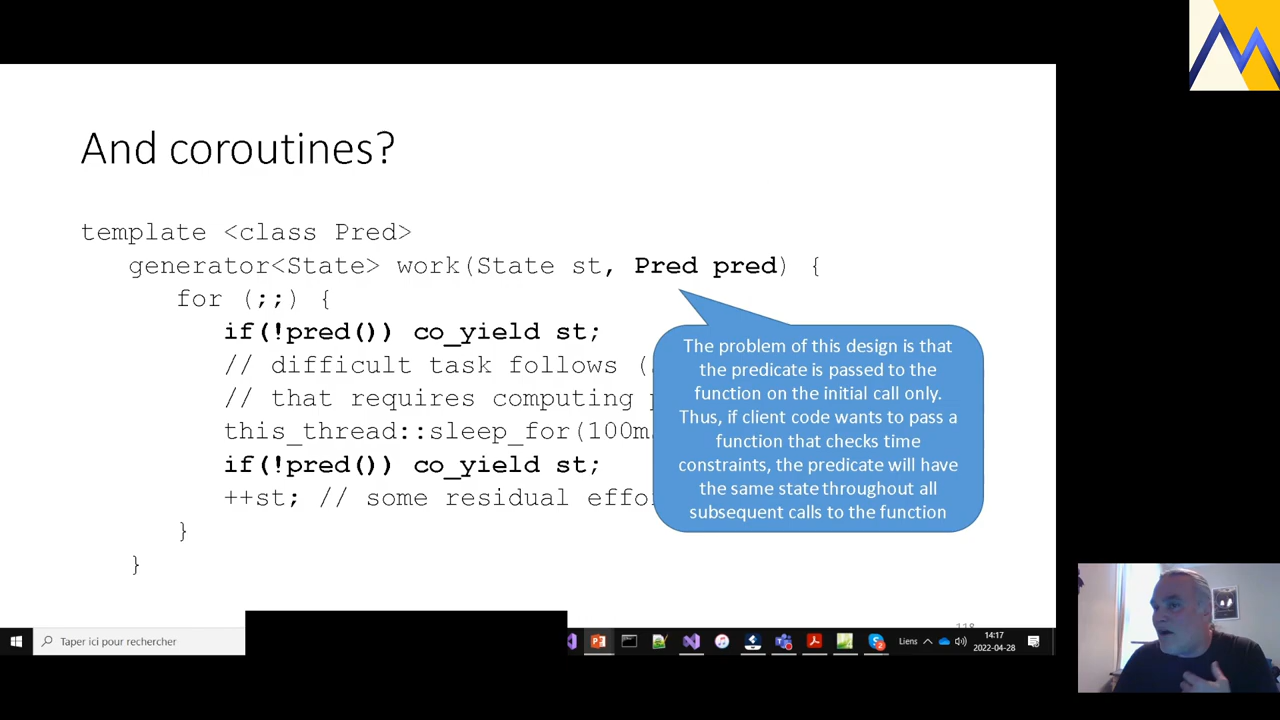 And coroutines?
template <class Pred>
generator<State> work(State st, Pred pred) {
for (;;) {
if(!pred()) co_yield st;
// difficult task follows (
// that requires computing
this_thread::sleep_for(100m
if(!pred()) co_yield st;
++st; // some residual effo
}
}
The problem of this design is that
the predicate is passed to the
function on the initial call only.
Thus, if client code wants to pass a
function that checks time
constraints, the predicate will have
the same state throughout all
subsequent calls to the function
118
Taper ici pour rechercher
Liens
14:17
2022-04-28